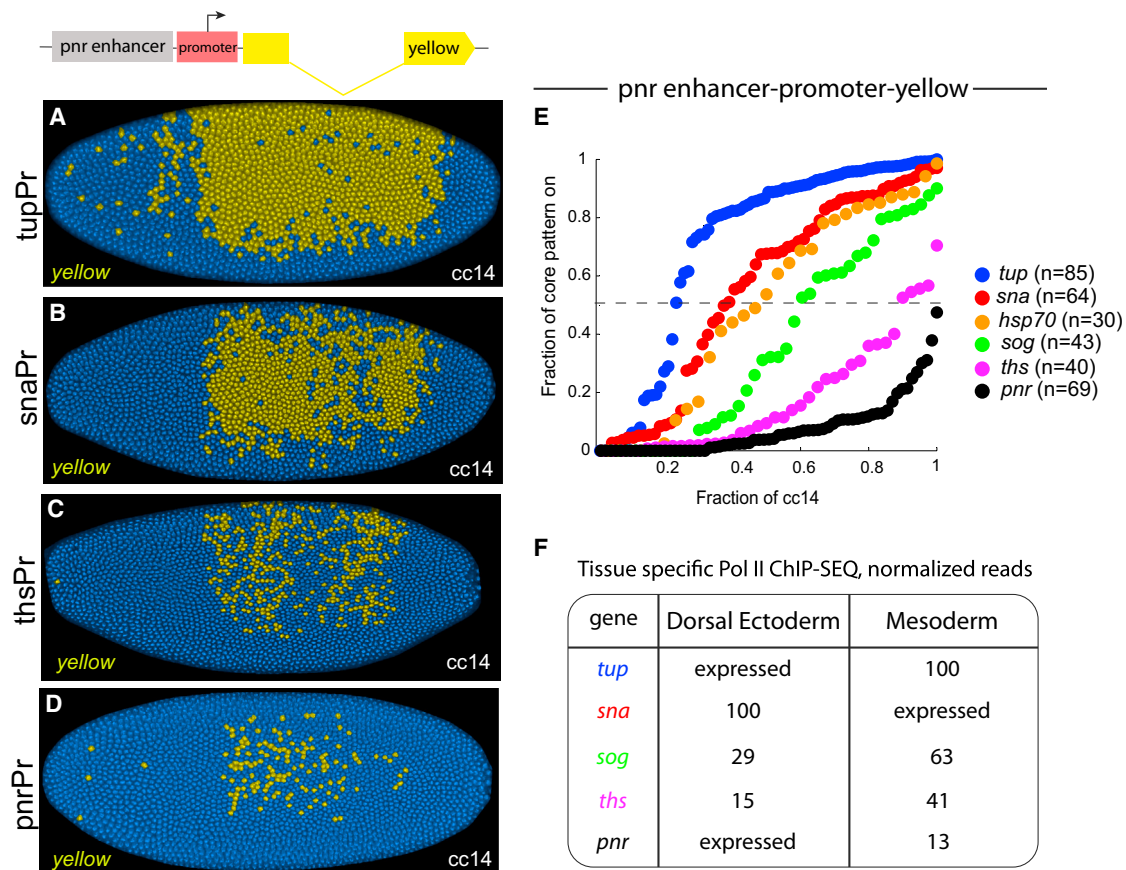 pnr enhancer promoter yellow
A
tupPr
yellow cc14
B
snaPr
yellow cc14
C
thsPr
yellow cc14
D
pnrPr
yellow cc14
pnr enhancer-promoter-yellow
E
Fraction of core pattern on
1
0.8
0.6
0.4
0.2
0
0.2 0.4 0.6 0.8 1
Fraction of cc14
tup (n=85)
sna (n=64)
hsp70 (n=30)
sog (n=43)
ths (n=40)
pnr (n=69)
F
Tissue specific Pol II ChIP-SEQ, normalized reads
gene Dorsal Ectoderm Mesoderm
tup expressed 100
sna 100 expressed
sog 29 63
ths 15 41
pnr expressed 13